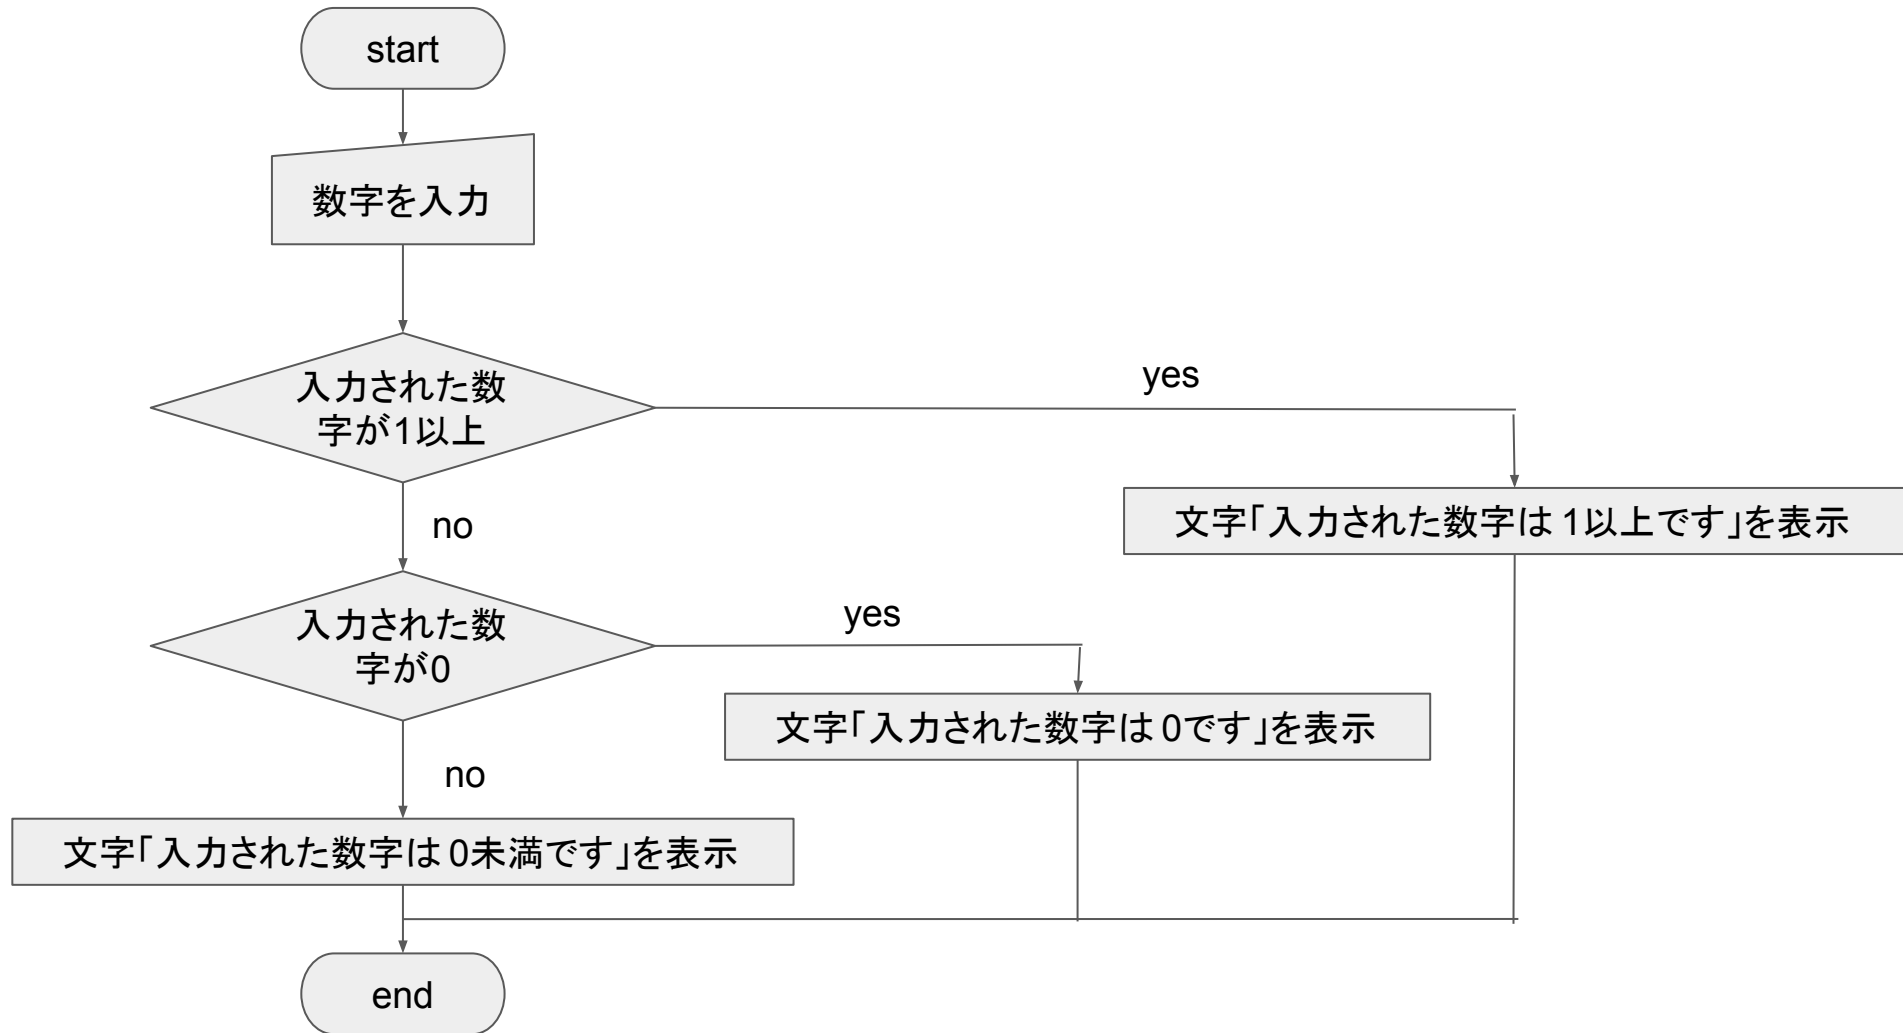 start
数字を入力
入力された数
字が1以上
yes
no
文字「入力された数字は 1以上です」を表示
入力された数
字が0
yes
文字「入力された数字は 0です」を表示
no
文字「入力された数字は 0未満です」を表示
end